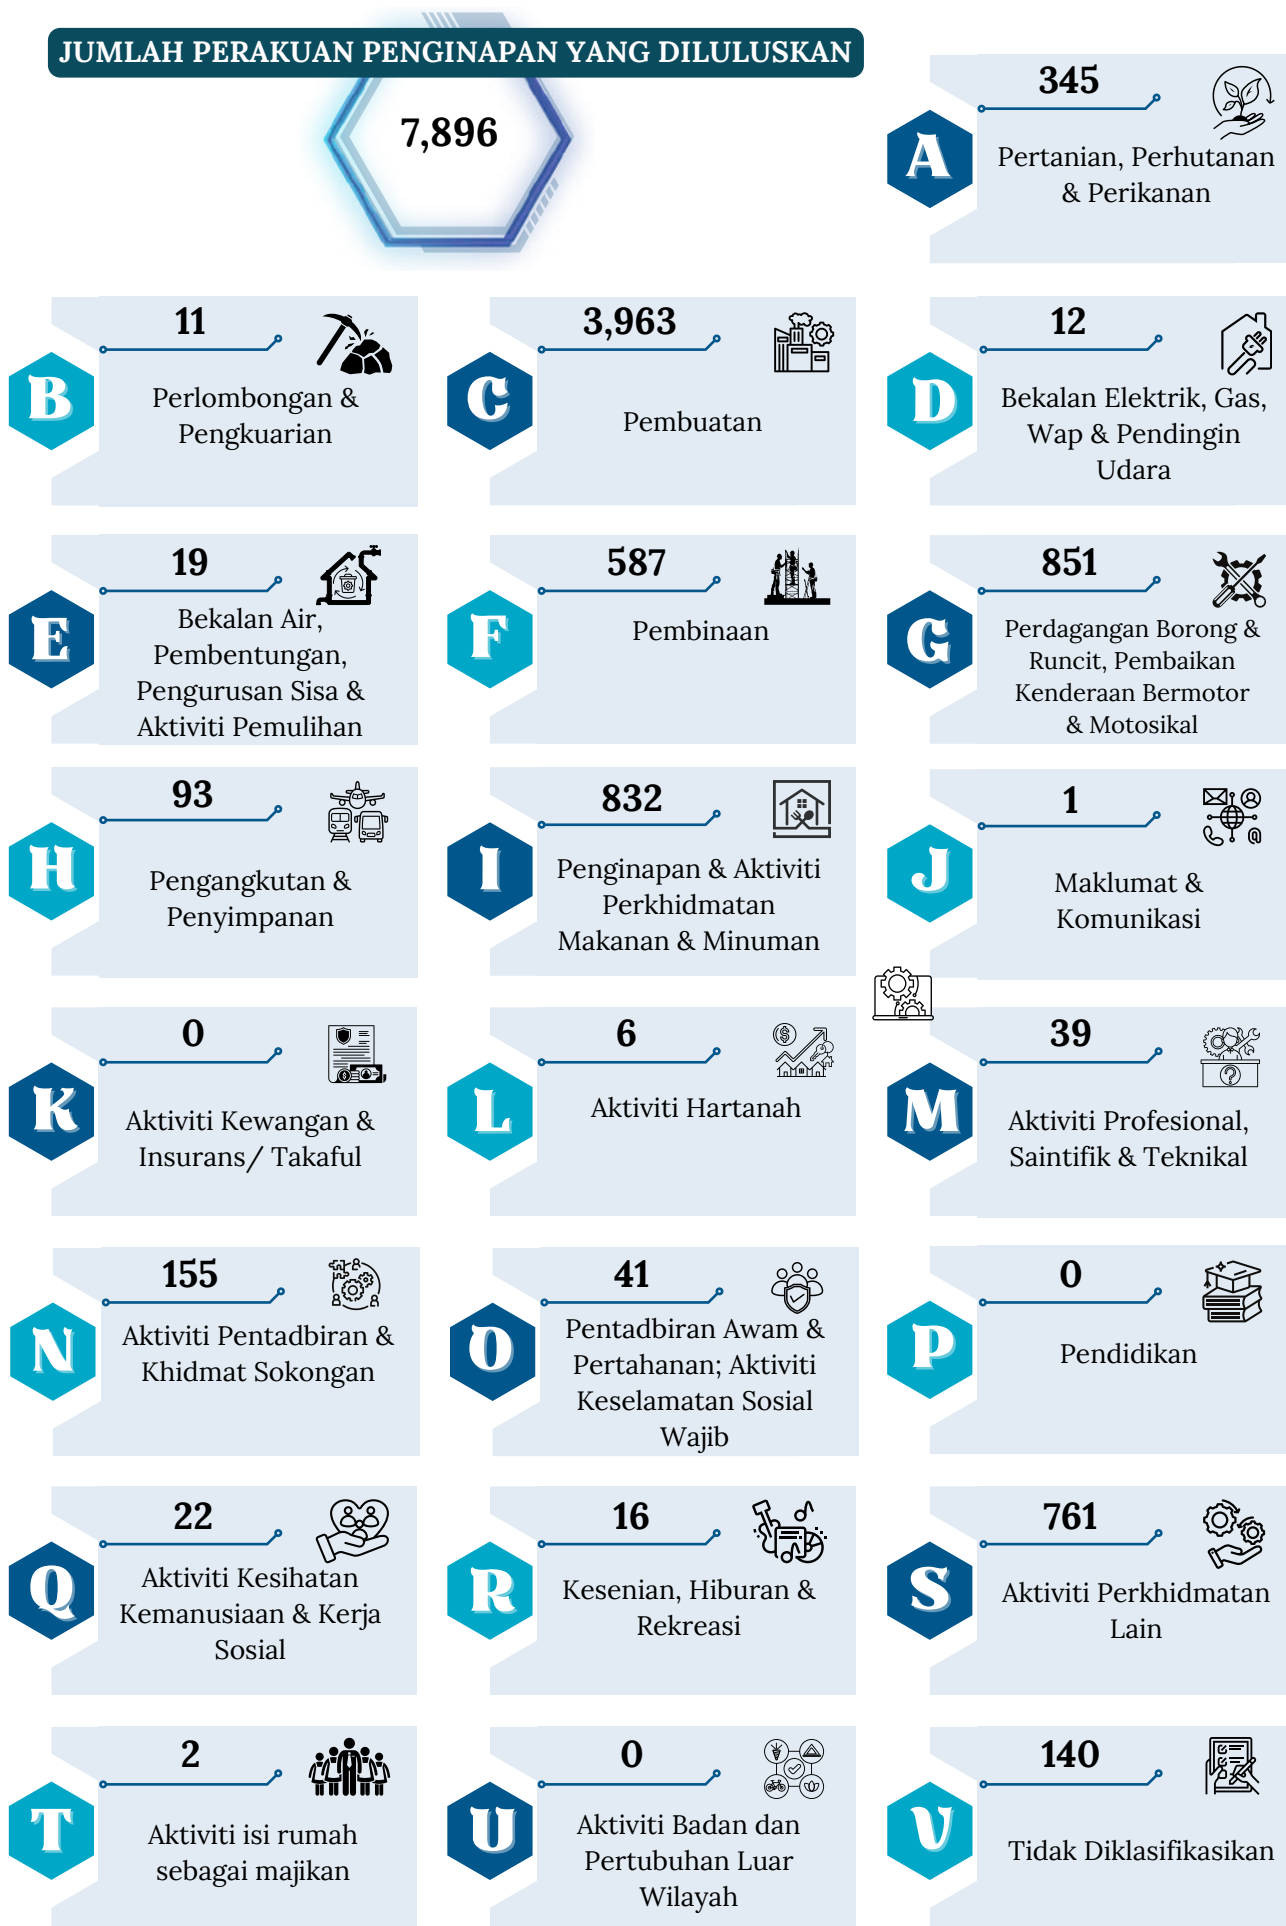 JUMLAH PERAKUAN PENGINAPAN YANG DILULUSKAN
7,896
345
A
Pertanian, Perhutanan
& Perikanan
11
B
Perlombongan &
Pengkuarian
3,963
C
Pembuatan
12
D
Bekalan Elektrik, Gas,
Wap & Pendingin
Udara
19
E
Bekalan Air,
Pembentungan,
Pengurusan Sisa &
Aktiviti Pemulihan
587
F
Pembinaan
851
G
Perdagangan Borong &
Runcit, Pembaikan
Kenderaan Bermotor
& Motosikal
93
H
Pengangkutan &
Penyimpanan
832
I
Penginapan & Aktiviti
Perkhidmatan
Makanan & Minuman
1
J
Maklumat &
Komunikasi
0
K
Aktiviti Kewangan &
Insurans/ Takaful
6
L
Aktiviti Hartanah
39
M
Aktiviti Profesional,
Saintifik & Teknikal
155
N
Aktiviti Pentadbiran &
Khidmat Sokongan
41
O
Pentadbiran Awam &
Pertahanan; Aktiviti
Keselamatan Sosial
Wajib
0
P
Pendidikan
22
Q
Aktiviti Kesihatan
Kemanusiaan & Kerja
Sosial
16
R
Kesenian, Hiburan &
Rekreasi
761
S
Aktiviti Perkhidmatan
Lain
2
T
Aktiviti isi rumah
sebagai majikan
0
U
Aktiviti Badan dan
Pertubuhan Luar
Wilayah
140
V
Tidak Diklasifikasikan